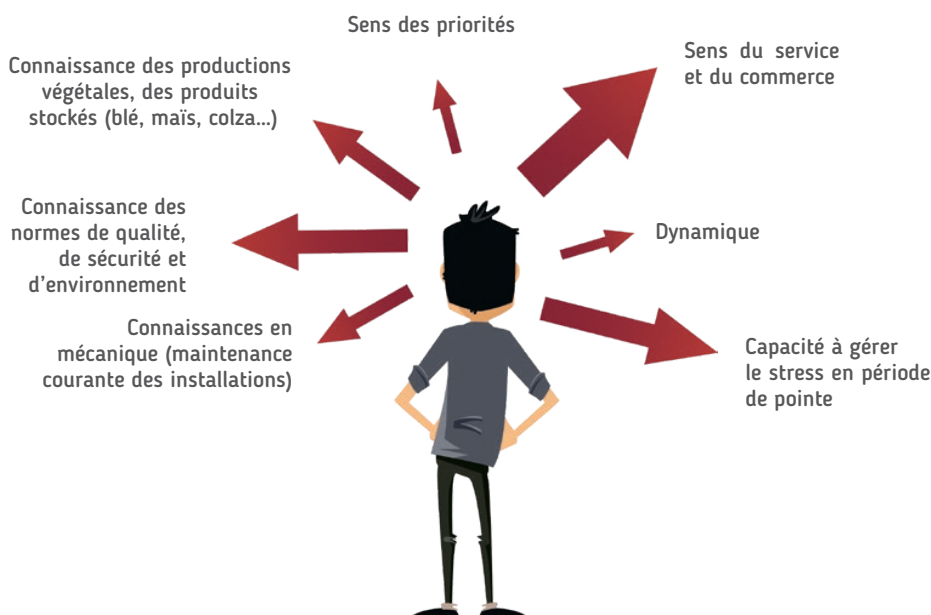 Sens des priorités
Sens du service
et du commerce
Connaissance des productions
végétales, des produits
stockés (blé, maïs, colza...)
Connaissance des
normes de qualité,
de sécurité et
d'environnement
Dynamique
Connaissances en
mécanique (maintenance
courante des installations)
Capacité à gérer
le stress en période
de pointe